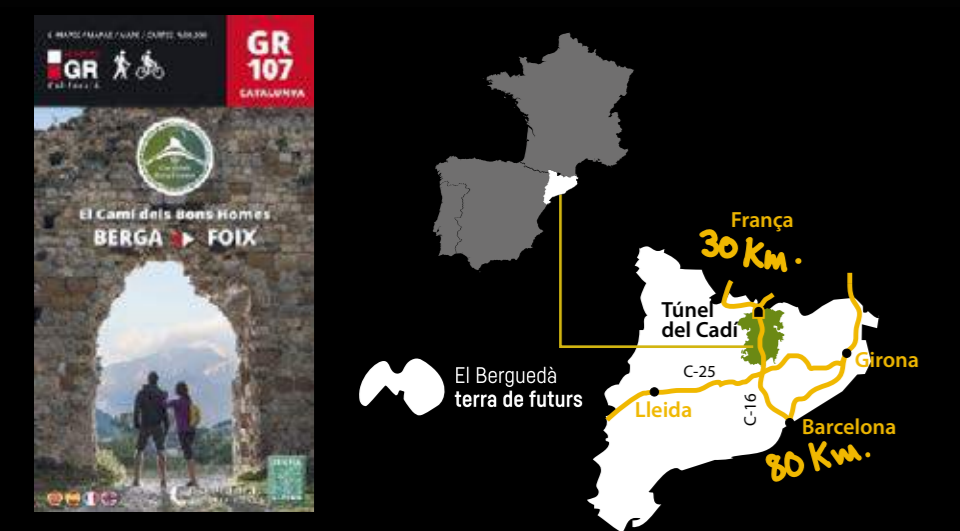 GR
107
CATALUNYA
GR
El Camí dels Bons Homes
BERGA FOIX
França
30 Km.
Túnel
del Cadí
Girona
C-25
El Berguedà
terra de futurs
Lleida
C-16
Barcelona
80 Km.